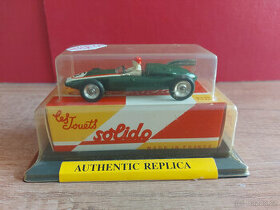 Les Jouets
solido
MADE IN FRANCE
AUTHENTIC REPLICA